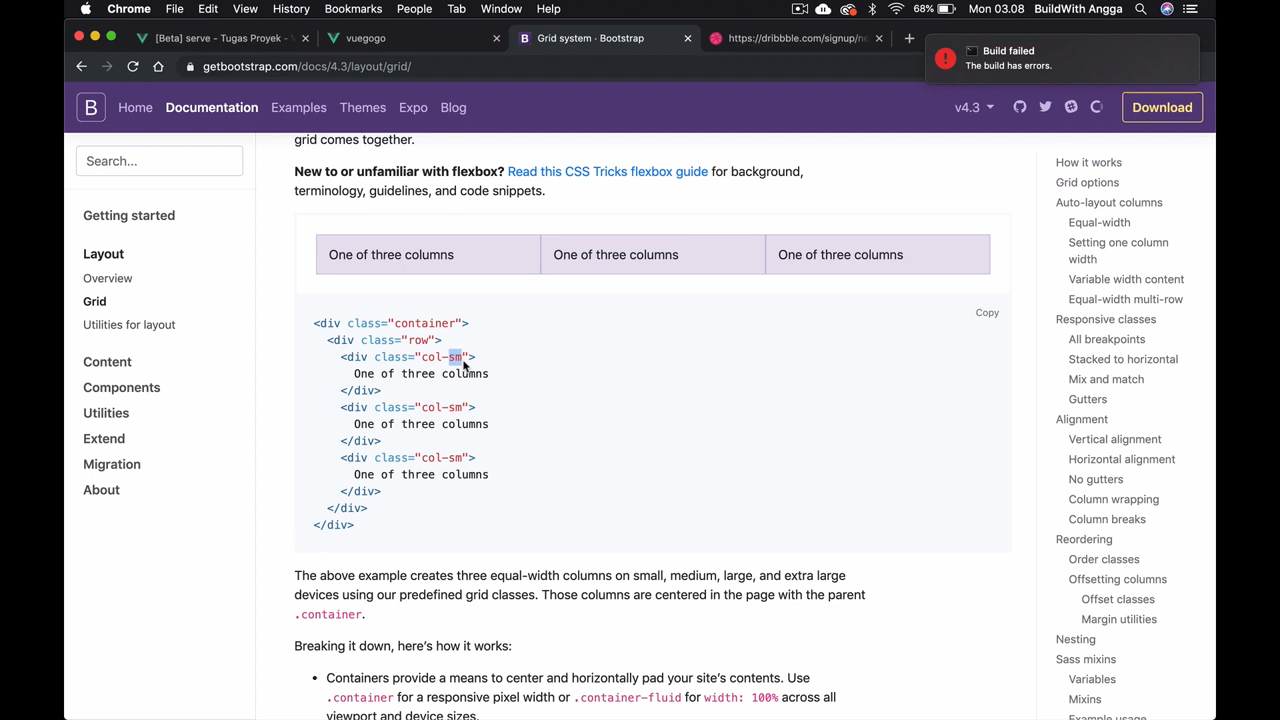 Chrome File Edit View History Bookmarks People Tab Window Help 68% Mon 03.08 BuildWith Angga
[Beta] serve - Tugas Proyek - × vuegogo × Grid system · Bootstrap × https://dribbble.com/signup/ne × +
Build failed
The build has errors.
getbootstrap.com/docs/4.3/layout/grid/
B Home Documentation Examples Themes Expo Blog v4.3 Download
Search...
Getting started
Layout
Overview
Grid
Utilities for layout
Content
Components
Utilities
Extend
Migration
About
grid comes together.
New to or unfamiliar with flexbox? Read this CSS Tricks flexbox guide for background,
terminology, guidelines, and code snippets.
One of three columns One of three columns One of three columns
Copy
<div class="container">
<div class="row">
<div class="col-sm">
One of three columns
</div>
<div class="col-sm">
One of three columns
</div>
<div class="col-sm">
One of three columns
</div>
</div>
</div>
The above example creates three equal-width columns on small, medium, large, and extra large
devices using our predefined grid classes. Those columns are centered in the page with the parent
.container.
Breaking it down, here’s how it works:
• Containers provide a means to center and horizontally pad your site’s contents. Use
.container for a responsive pixel width or .container-fluid for width: 100% across all
viewport and device sizes.
How it works
Grid options
Auto-layout columns
Equal-width
Setting one column
width
Variable width content
Equal-width multi-row
Responsive classes
All breakpoints
Stacked to horizontal
Mix and match
Gutters
Alignment
Vertical alignment
Horizontal alignment
No gutters
Column wrapping
Column breaks
Reordering
Order classes
Offsetting columns
Offset classes
Margin utilities
Nesting
Sass mixins
Variables
Mixins
Example usage